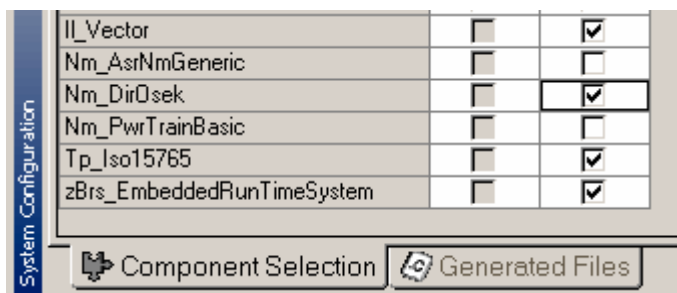 Il_Vector
Nm_AsrNmGeneric
Nm_DirOsek
Nm_PwrTrainBasic
Tp_Iso15765
zBrs_EmbeddedRunTimeSystem
System Configuration
Component Selection
Generated Files